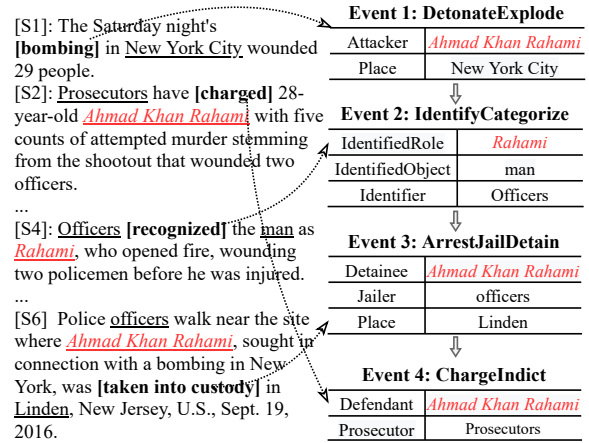 [S1]: The Saturday night's
[bombing] in New York City wounded
29 people.
[S2]: Prosecutors have [charged] 28-
year-old Ahmad Khan Rahami with five
counts of attempted murder stemming
from the shootout that wounded two
officers.
...
[S4]: Officers [recognized] the man as
Rahami, who opened fire, wounding
two policemen before he was injured.
...
[S6] Police officers walk near the site
where Ahmad Khan Rahami, sought in
connection with a bombing in New
York, was [taken into custody] in
Linden, New Jersey, U.S., Sept. 19,
2016.
Event 1: DetonateExplode
Attacker Ahmad Khan Rahami
Place New York City
Event 2: IdentifyCategorize
IdentifiedRole Rahami
IdentifiedObject man
Identifier Officers
Event 3: ArrestJailDetain
Detainee Ahmad Khan Rahami
Jailer officers
Place Linden
Event 4: ChargeIndict
Defendant Ahmad Khan Rahami
Prosecutor Prosecutors